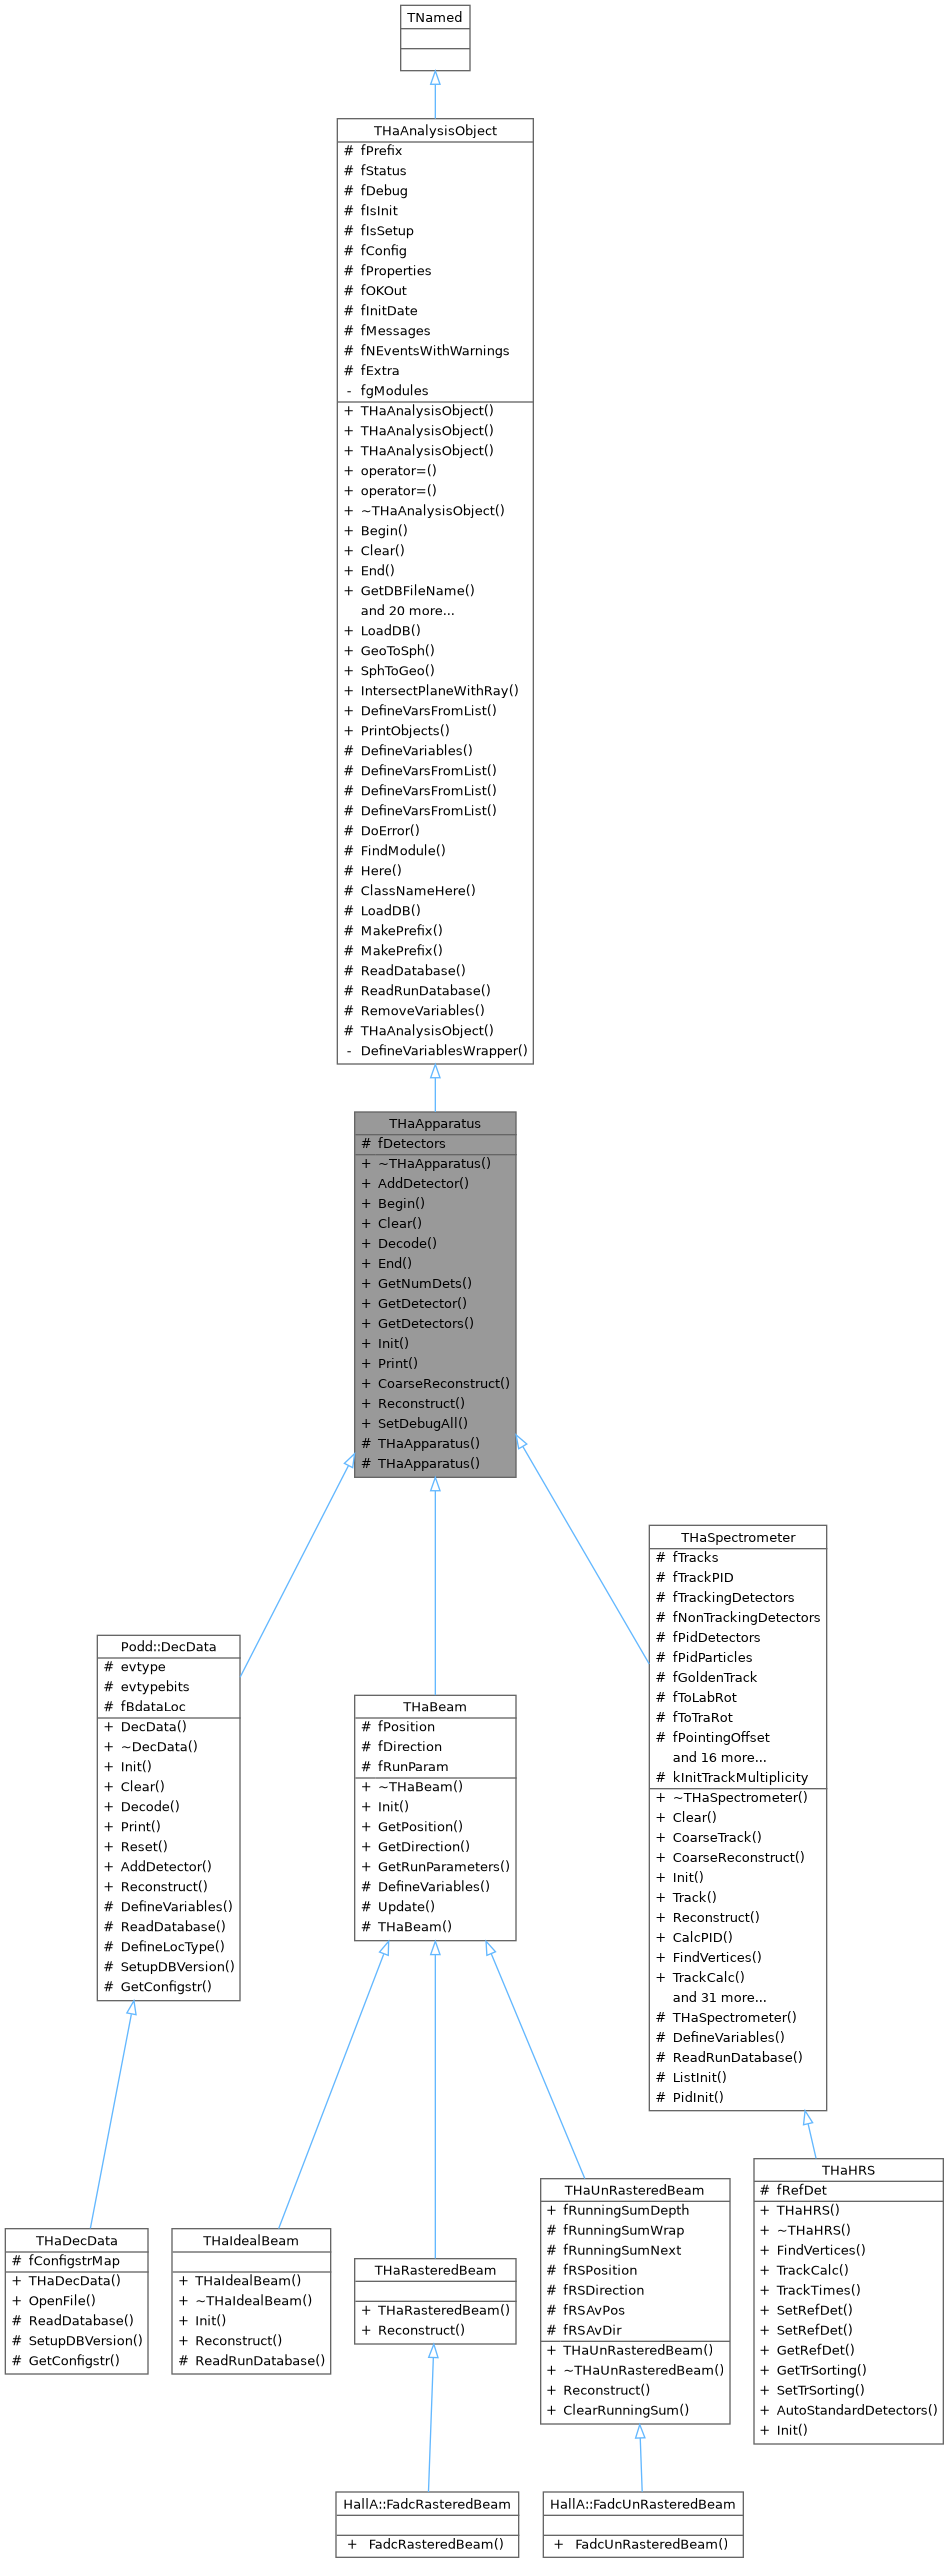 TNamed
THaAnalysisObject
# fPrefix
# fStatus
# fDebug
# fIsInit
# fIsSetup
# fConfig
# fProperties
# fOKOut
# fInitDate
# fMessages
# fNEventsWithWarnings
# fExtra
- fgModules
+ THaAnalysisObject()
+ THaAnalysisObject()
+ THaAnalysisObject()
+ operator=()
+ operator=()
+ ~THaAnalysisObject()
+ Begin()
+ Clear()
+ End()
+ GetDBFileName()
and 20 more...
+ LoadDB()
+ GeoToSph()
+ SphToGeo()
+ IntersectPlaneWithRay()
+ DefineVarsFromList()
+ PrintObjects()
# DefineVariables()
# DefineVarsFromList()
# DefineVarsFromList()
# DefineVarsFromList()
# DoError()
# FindModule()
# Here()
# ClassNameHere()
# LoadDB()
# MakePrefix()
# MakePrefix()
# ReadDatabase()
# ReadRunDatabase()
# RemoveVariables()
# THaAnalysisObject()
- DefineVariablesWrapper()
THaApparatus
# fDetectors
+ ~THaApparatus()
+ AddDetector()
+ Begin()
+ Clear()
+ Decode()
+ End()
+ GetNumDets()
+ GetDetector()
+ GetDetectors()
+ Init()
+ Print()
+ CoarseReconstruct()
+ Reconstruct()
+ SetDebugAll()
# THaApparatus()
# THaApparatus()
Podd::DecData
# evtype
# evtypebits
# fBdataLoc
+ DecData()
+ ~DecData()
+ Init()
+ Clear()
+ Decode()
+ Print()
+ Reset()
+ AddDetector()
+ Reconstruct()
# DefineVariables()
# ReadDatabase()
# DefineLocType()
# SetupDBVersion()
# GetConfigstr()
THaBeam
# fPosition
# fDirection
# fRunParam
+ ~THaBeam()
+ Init()
+ GetPosition()
+ GetDirection()
+ GetRunParameters()
# DefineVariables()
# Update()
# THaBeam()
THaSpectrometer
# fTracks
# fTrackPID
# fTrackingDetectors
# fNonTrackingDetectors
# fPidDetectors
# fPidParticles
# fGoldenTrack
# fToLabRot
# fToTraRot
# fPointingOffset
and 16 more...
# kInitTrackMultiplicity
+ ~THaSpectrometer()
+ Clear()
+ CoarseTrack()
+ CoarseReconstruct()
+ Init()
+ Track()
+ Reconstruct()
+ CalcPID()
+ FindVertices()
+ TrackCalc()
and 31 more...
# THaSpectrometer()
# DefineVariables()
# ReadRunDatabase()
# ListInit()
# PidInit()
THaDecData
# fConfigstrMap
+ THaDecData()
+ OpenFile()
# ReadDatabase()
# SetupDBVersion()
# GetConfigstr()
THaIdealBeam
+ THaIdealBeam()
+ ~THaIdealBeam()
+ Init()
+ Reconstruct()
# ReadRunDatabase()
THaRasteredBeam
+ THaRasteredBeam()
+ Reconstruct()
THaUnRasteredBeam
+ fRunningSumDepth
# fRunningSumWrap
# fRunningSumNext
# fRSPosition
# fRSDirection
# fRSAvPos
# fRSAvDir
+ THaUnRasteredBeam()
+ ~THaUnRasteredBeam()
+ Reconstruct()
+ ClearRunningSum()
THaHRS
# fRefDet
+ THaHRS()
+ ~THaHRS()
+ FindVertices()
+ TrackCalc()
+ TrackTimes()
+ SetRefDet()
+ SetRefDet()
+ GetRefDet()
+ GetTrSorting()
+ SetTrSorting()
+ AutoStandardDetectors()
+ Init()
HallA::FadcRasteredBeam
+ FadcRasteredBeam()
HallA::FadcUnRasteredBeam
+ FadcUnRasteredBeam()